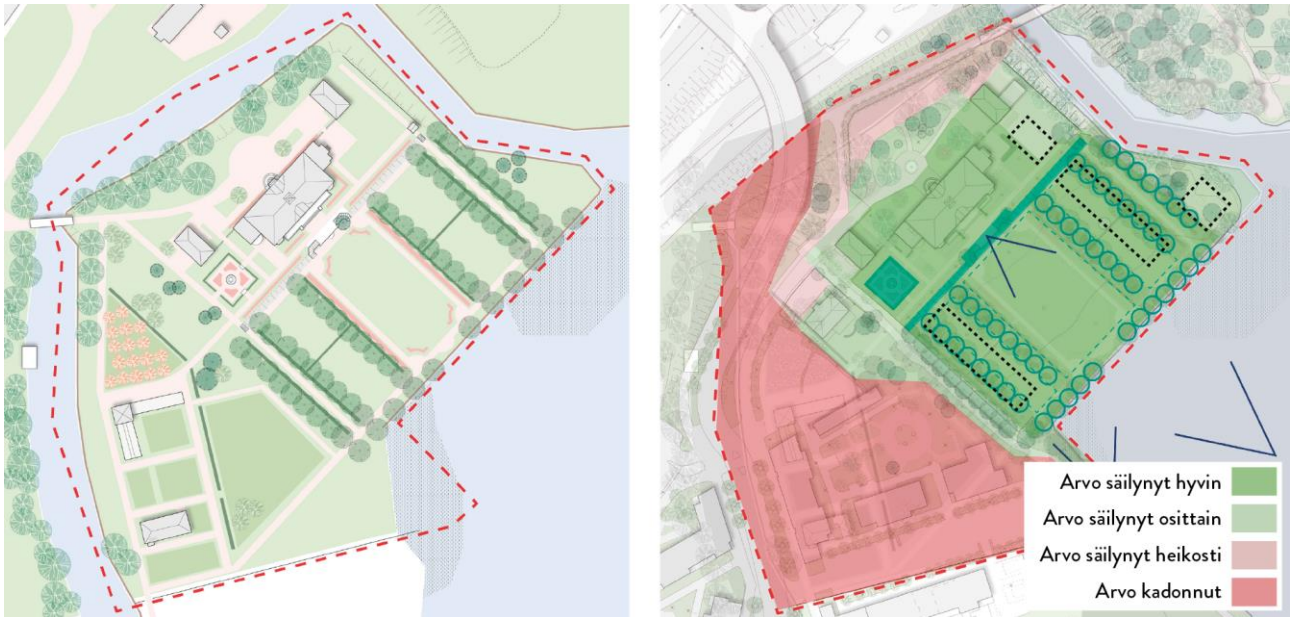 Arvo säilynyt hyvin
Arvo säilynyt osittain
Arvo säilynyt heikosti
Arvo kadonnut